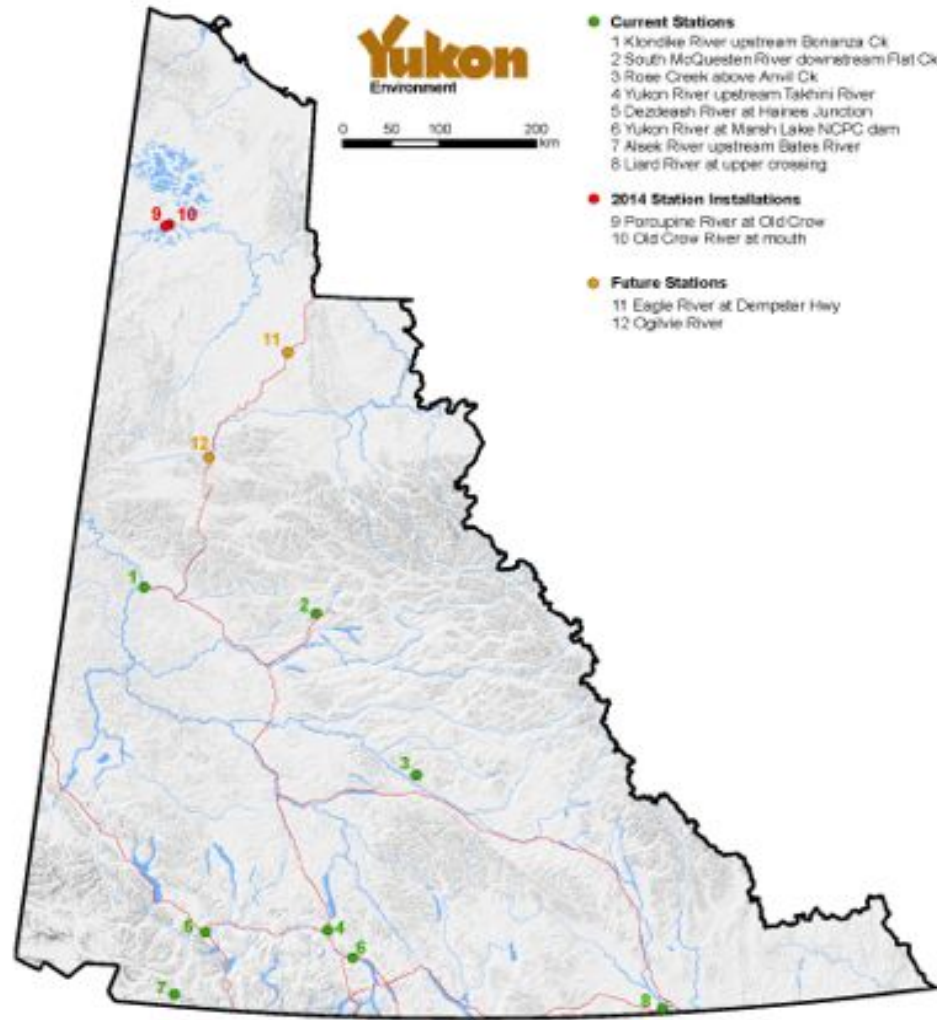 Yukon
Environment
0 50 100 200
km
Current Stations
1 Klondike River upstream Bonanza Ck
2 South McQuesten River downstream Flat Ck
3 Rose Creek above Anvil Ck
4 Yukon River upstream Takhini River
5 Dezdeash River at Haines Junction
6 Yukon River at Marsh Lake NCPC dam
7 Alsek River upstream Bates River
8 Liard River at upper crossing
2014 Station Installations
9 Porcupine River at Old Crow
10 Old Crow River at mouth
Future Stations
11 Eagle River at Dempster Hwy
12 Ogilvie River
9 10
11
12
1
2
3
6
4
6
7
8